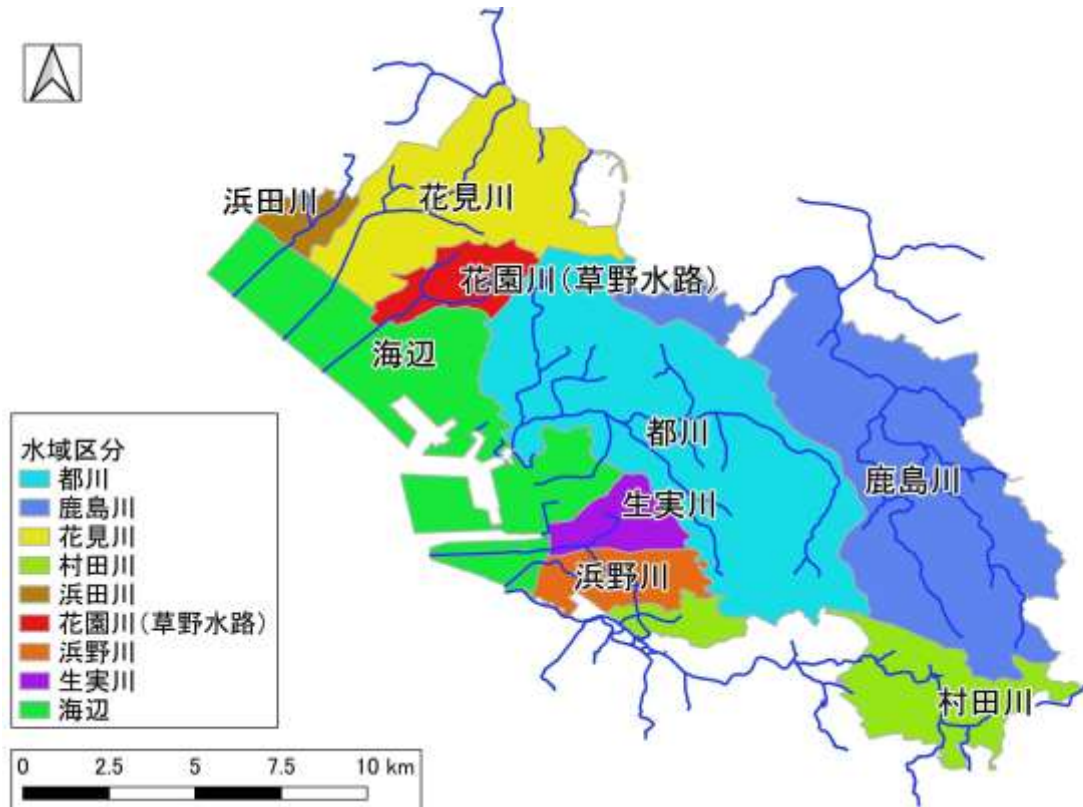 浜田川
花見川
花園川(草野水路)
海辺
都川
鹿島川
生実川
浜野川
村田川
水域区分
都川
鹿島川
花見川
村田川
浜田川
花園川(草野水路)
浜野川
生実川
海辺
0 2.5 5 7.5 10 km